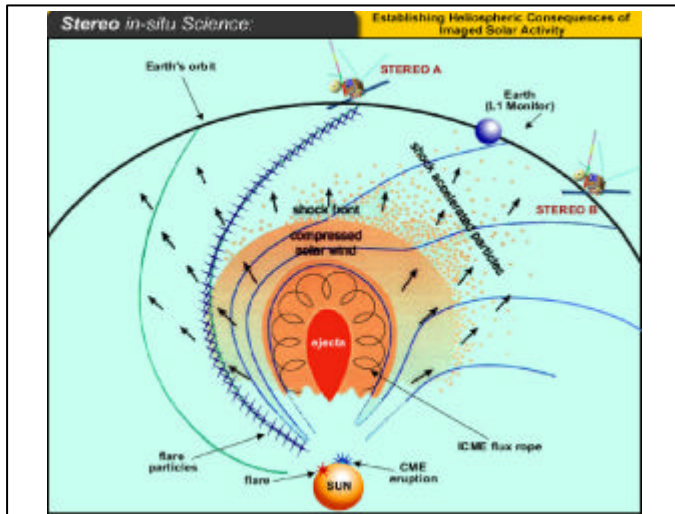 Stereo in-situ Science:
Establishing Heliospheric Consequences of
Imaged Solar Activity
Earth's orbit
STEREO A
Earth
(L1 Monitor)
shock accelerated particles
STEREO B
shock front
compressed
solar wind
ejecta
ICME flux rope
flare
particles
flare
CME
eruption
SUN